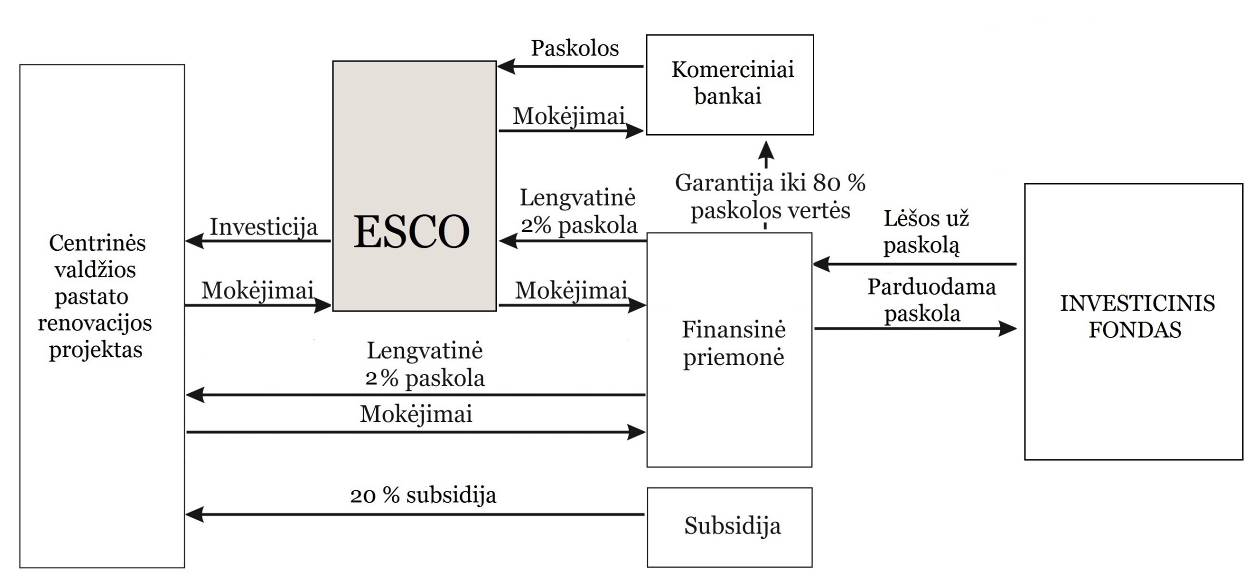 Paskolos
Komerciniai
bankai
Mokėjimai
Garantija iki 80 %
paskolos vertės
Lengvatinė
2% paskola
Investicija
ESCO
Lėšos už
paskolą
Centrinės
valdžios
pastato
renovacijos
projektas
Mokėjimai
Mokėjimai
Parduodama
paskola
INVESTICINIS
FONDAS
Finansinė
priemonė
Lengvatinė
2% paskola
Mokėjimai
20 % subsidija
Subsidija